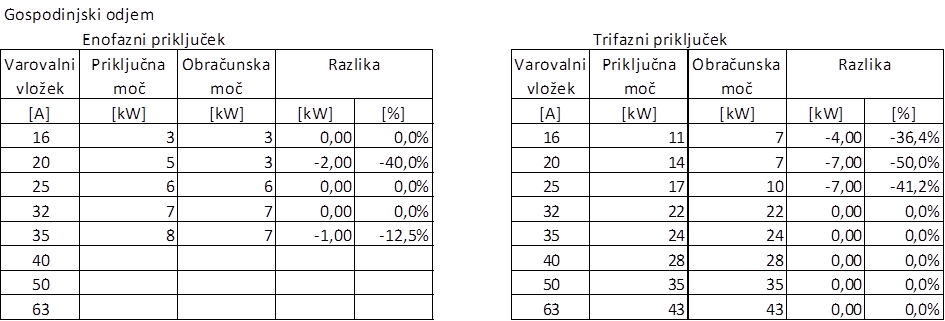 Gospodinjski odjem
Enofazni priključek Trifazni priključek
Varovalni Priključna Obračunska Razlika Varovalni Priključna Obračunska Razlika
vložek moč moč vložek moč moč
[A] [kW] [kW] [kW] [%] [A] [kW] [kW] [kW] [%]
16 3 3 0,00 0,0% 16 11 7 -4,00 -36,4%
20 5 3 -2,00 -40,0% 20 14 7 -7,00 -50,0%
25 6 6 0,00 0,0% 25 17 10 -7,00 -41,2%
32 7 7 0,00 0,0% 32 22 22 0,00 0,0%
35 8 7 -1,00 -12,5% 35 24 24 0,00 0,0%
40 40 28 28 0,00 0,0%
50 50 35 35 0,00 0,0%
63 63 43 43 0,00 0,0%